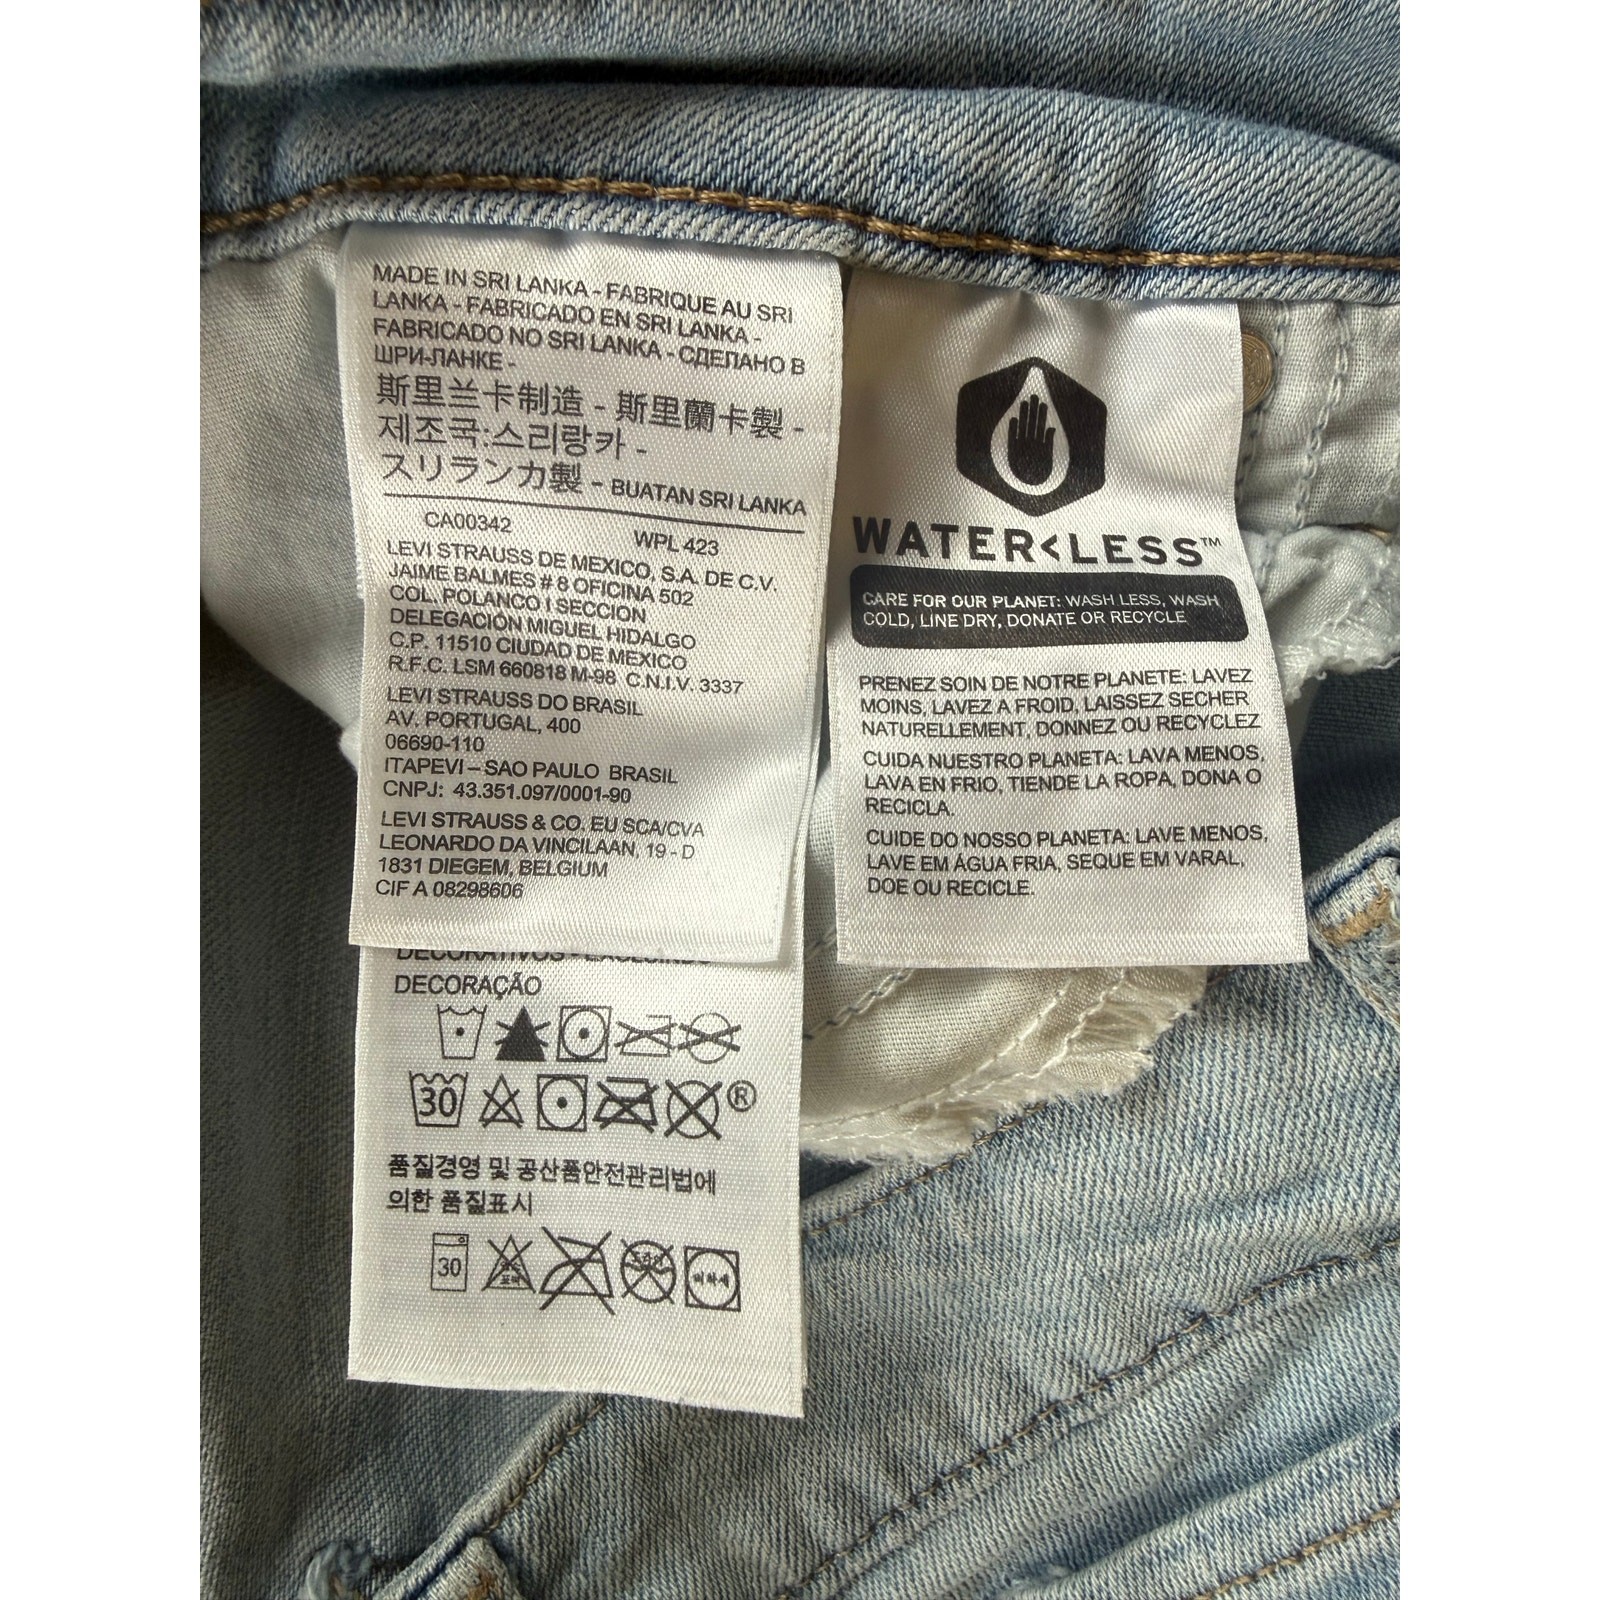 MADE IN SRI LANKA - FABRIQUE AU SRI
LANKA - FABRICADO EN SRI LANKA -
FABRICADO NO SRI LANKA - СДЕЛАНО В
ШРИ-ЛАНКЕ -
斯里兰卡制造 - 斯里蘭卡製 -
제조국:스리랑카 -
スリランカ製 - BUATAN SRI LANKA
CA00342 WPL 423
LEVI STRAUSS DE MEXICO, S.A. DE C.V.
JAIME BALMES # 8 OFICINA 502
COL. POLANCO I SECCION
DELEGACIÓN MIGUEL HIDALGO
C.P. 11510 CIUDAD DE MEXICO
R.F.C. LSM 660818 M-98 C.N.I.V. 3337
LEVI STRAUSS DO BRASIL
AV. PORTUGAL, 400
06690-110
ITAPEVI – SAO PAULO BRASIL
CNPJ: 43.351.097/0001-90
LEVI STRAUSS & CO. EU SCA/CVA
LEONARDO DA VINCILAAN, 19 - D
1831 DIEGEM, BELGIUM
CIF A 08298606
DECORATIVOS - EXCLUINDO
DECORAÇÃO
30 ®
품질경영 및 공산품안전관리법에
의한 품질표시
30
WATER<LESS™
CARE FOR OUR PLANET: WASH LESS, WASH
COLD, LINE DRY, DONATE OR RECYCLE
PRENEZ SOIN DE NOTRE PLANETE: LAVEZ
MOINS, LAVEZ A FROID, LAISSEZ SECHER
NATURELLEMENT, DONNEZ OU RECYCLEZ
CUIDA NUESTRO PLANETA: LAVA MENOS,
LAVA EN FRIO, TIENDE LA ROPA, DONA O
RECICLA.
CUIDE DO NOSSO PLANETA: LAVE MENOS,
LAVE EM ÁGUA FRIA, SEQUE EM VARAL,
DOE OU RECICLE.